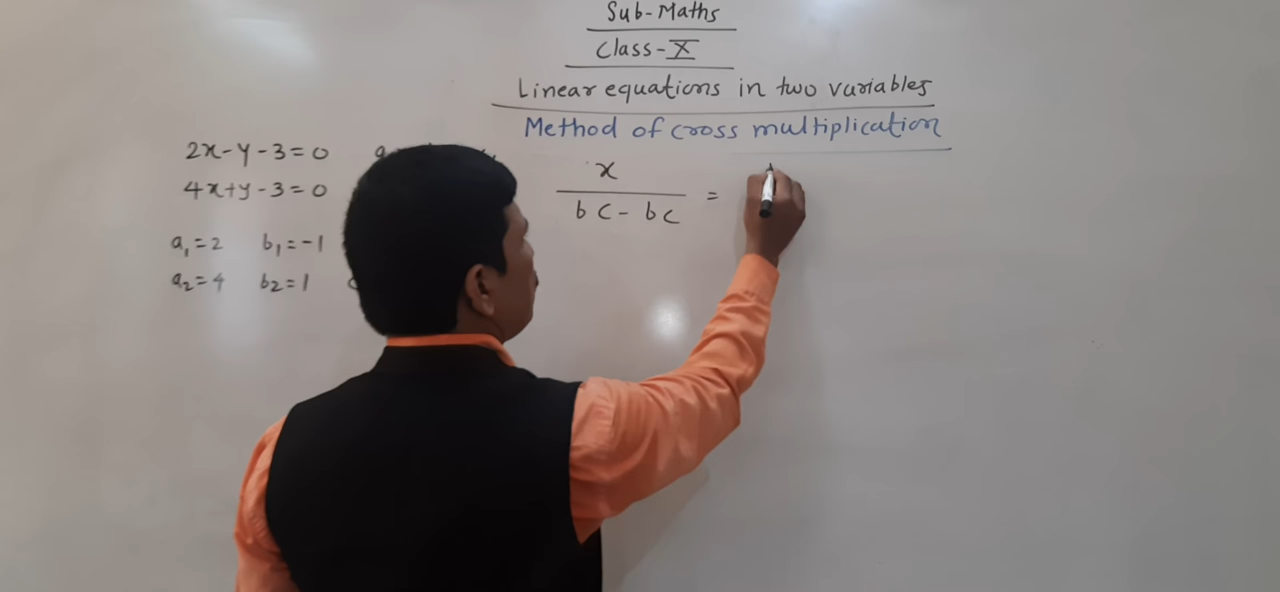 Sub-Maths
Class-X
Linear equations in two variables
Method of cross multiplication
2x-y-3=0
4x+y-3=0
a₁=2 b₁=-1
a₂=4 b₂=1
x
bc - bc
=